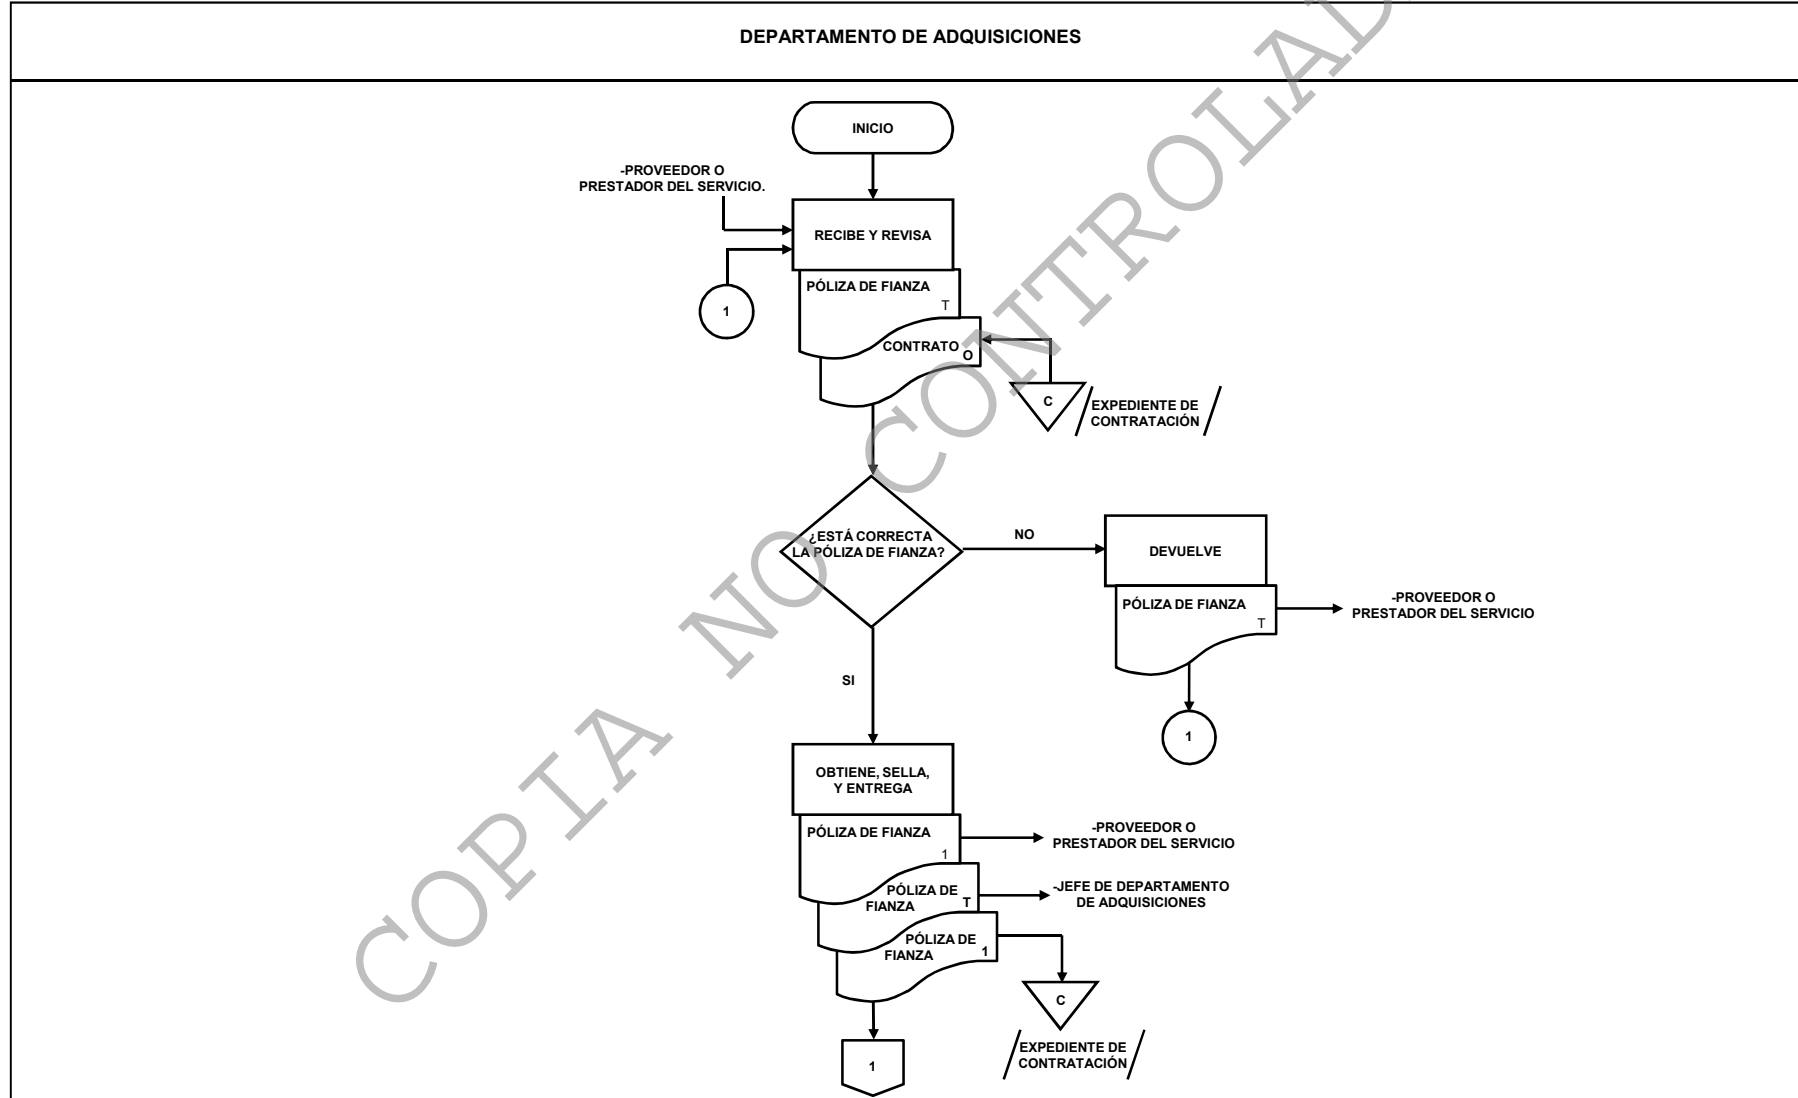 DEPARTAMENTO DE ADQUISICIONES
INICIO
-PROVEEDOR O
PRESTADOR DEL SERVICIO.
RECIBE Y REVISA
1
PÓLIZA DE FIANZA
T
CONTRATO
O
C
EXPEDIENTE DE
CONTRATACIÓN
¿ESTÁ CORRECTA
LA PÓLIZA DE FIANZA?
NO
DEVUELVE
PÓLIZA DE FIANZA
T
-PROVEEDOR O
PRESTADOR DEL SERVICIO
1
SI
OBTIENE, SELLA,
Y ENTREGA
PÓLIZA DE FIANZA
1
-PROVEEDOR O
PRESTADOR DEL SERVICIO
PÓLIZA DE
FIANZA
T
-JEFE DE DEPARTAMENTO
DE ADQUISICIONES
PÓLIZA DE
FIANZA
1
C
EXPEDIENTE DE
CONTRATACIÓN
1
COPIA NO CONTROLAD